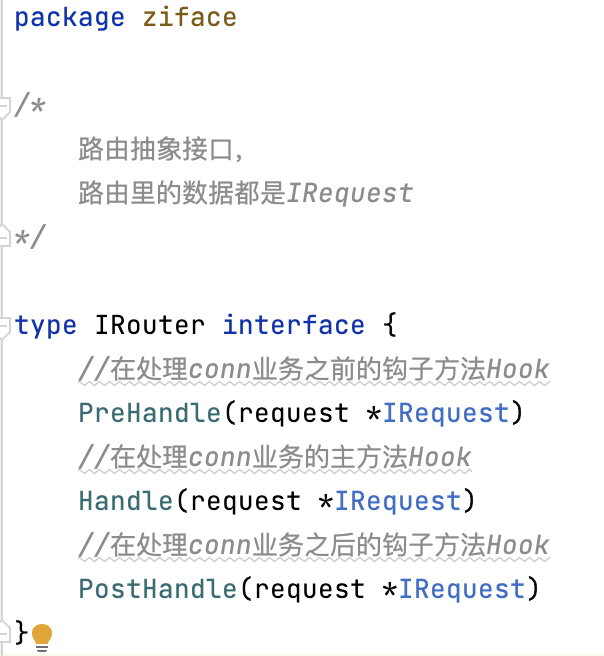 package ziface
/*
路由抽象接口,
路由里的数据都是IRequest
*/
type IRouter interface {
//在处理conn业务之前的钩子方法Hook
PreHandle(request *IRequest)
//在处理conn业务的主方法Hook
Handle(request *IRequest)
//在处理conn业务之后的钩子方法Hook
PostHandle(request *IRequest)
}